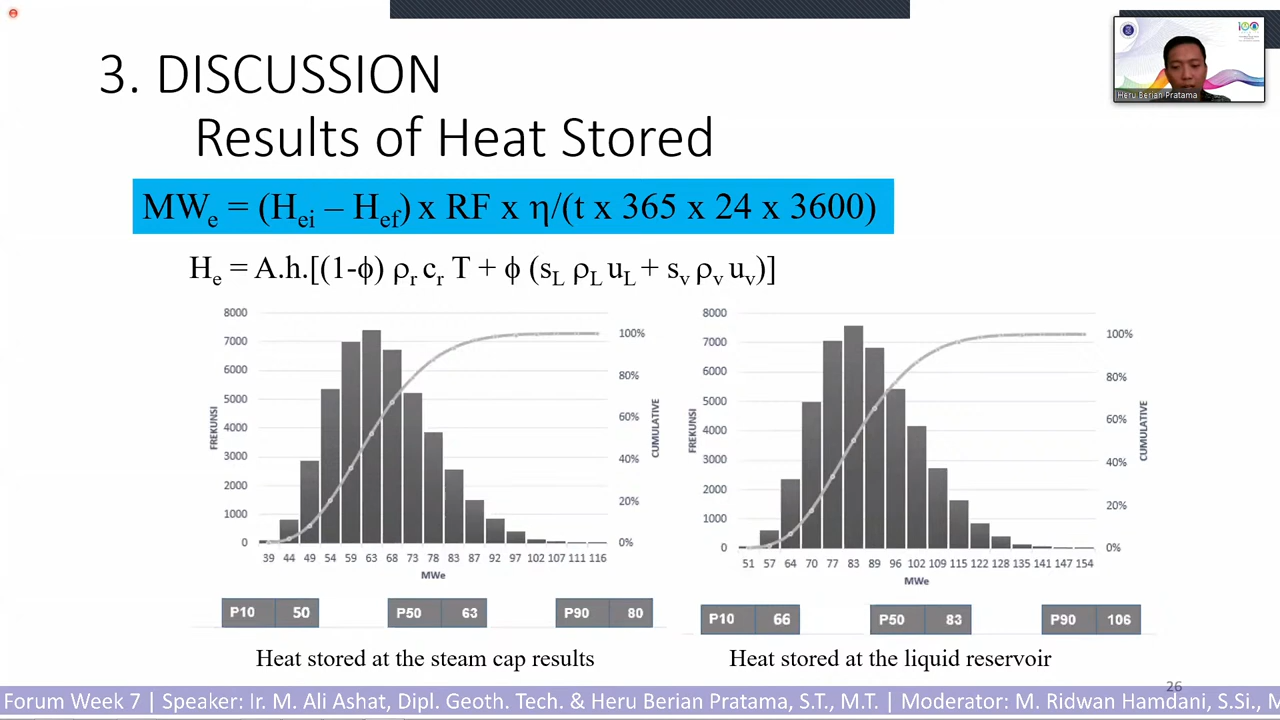 3. DISCUSSION
Results of Heat Stored
Heru Berian Pratama
MWe = (Hei – Hef) x RF x η/(t x 365 x 24 x 3600)
He = A.h.[(1-ϕ) ρr cr T + ϕ (sL ρL uL + sv ρv uv)]
8000
7000
6000
5000
4000
3000
2000
1000
0
FREKUNSI
100%
80%
60%
40%
20%
0%
CUMULATIVE
39 44 49 54 59 63 68 73 78 83 87 92 97 102 107 111 116
MWe
P10 50
P50 63
P90 80
Heat stored at the steam cap results
8000
7000
6000
5000
4000
3000
2000
1000
0
FREKUNSI
100%
80%
60%
40%
20%
0%
CUMULATIVE
51 57 64 70 77 83 89 96 102 109 115 122 128 135 141 147 154
MWe
P10 66
P50 83
P90 106
Heat stored at the liquid reservoir
26
Forum Week 7 | Speaker: Ir. M. Ali Ashat, Dipl. Geoth. Tech. & Heru Berian Pratama, S.T., M.T. | Moderator: M. Ridwan Hamdani, S.Si., M